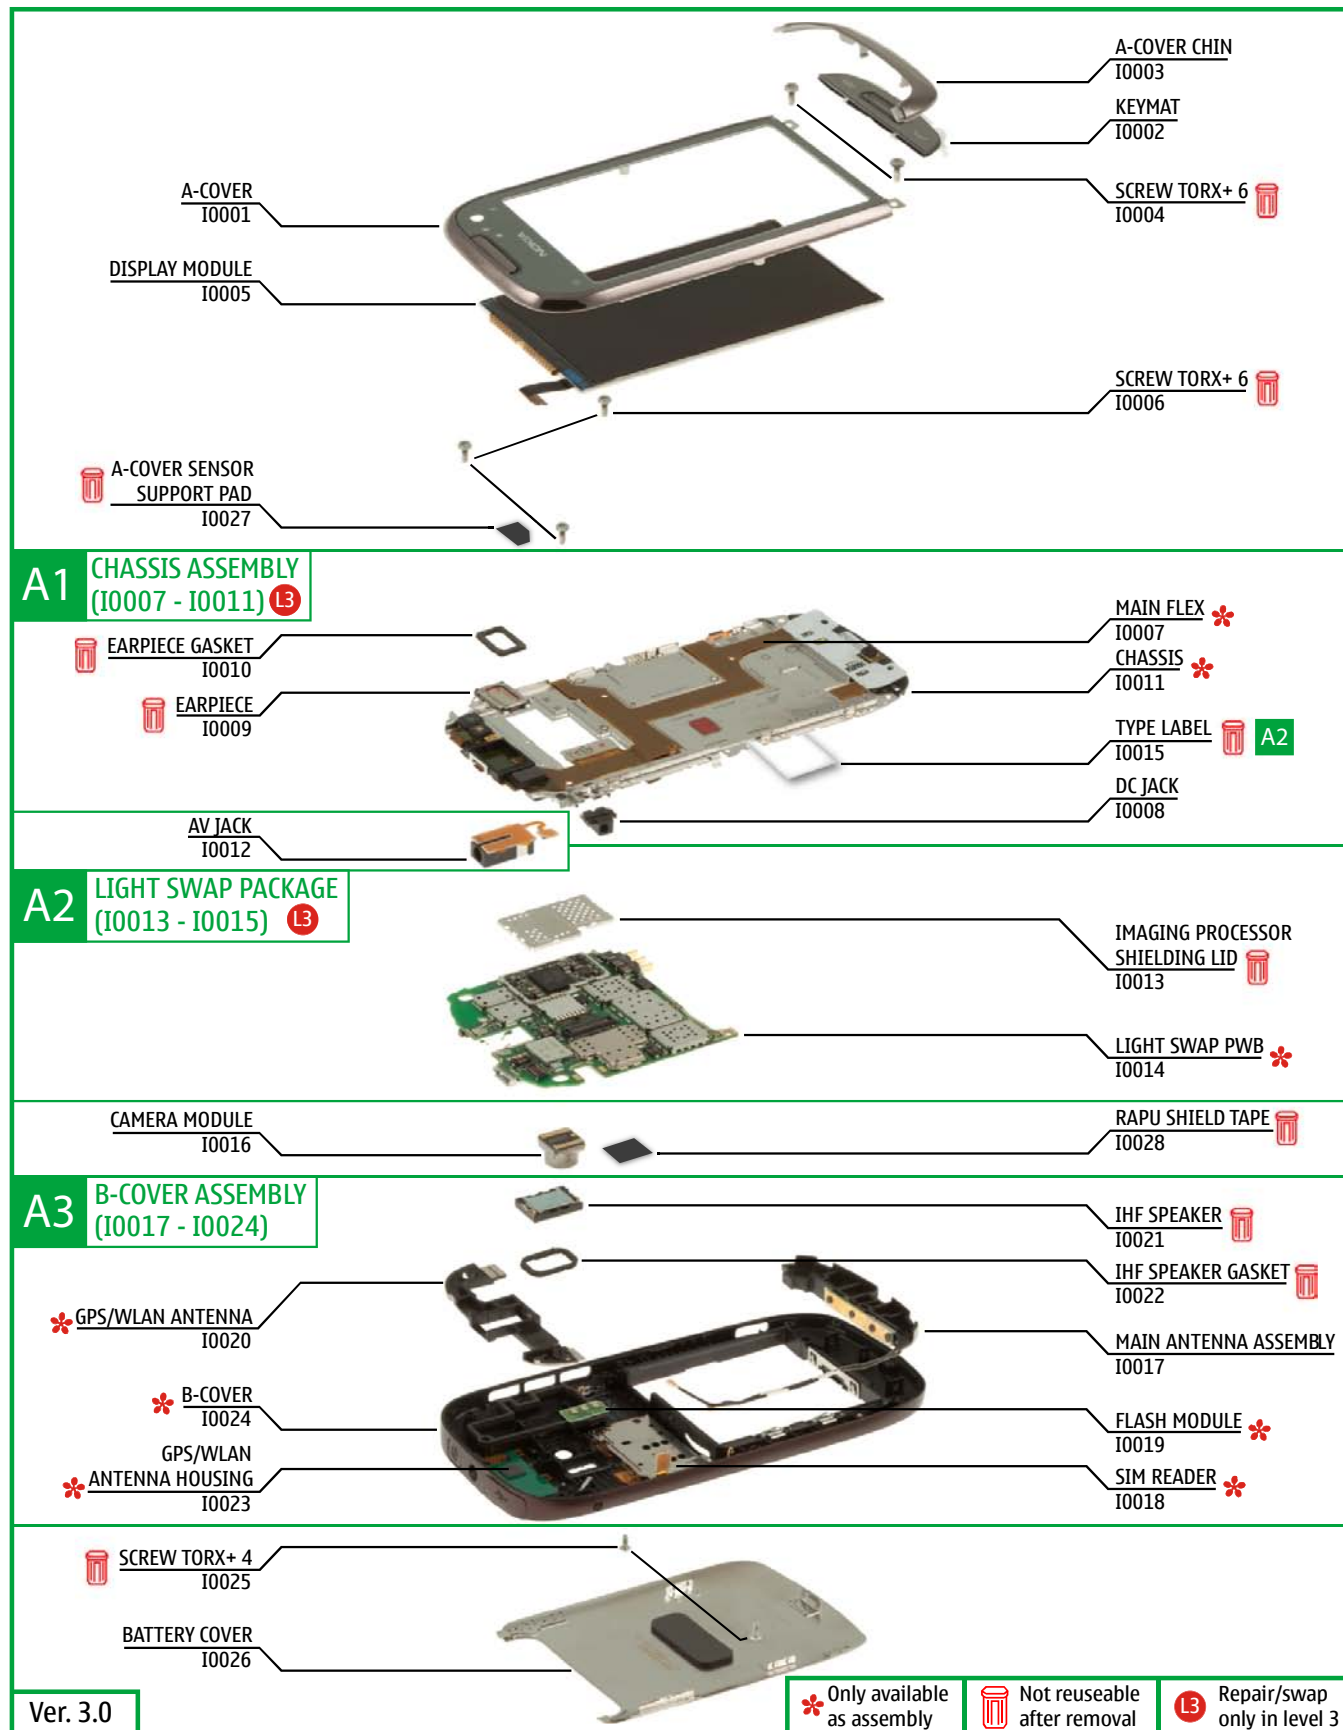 A-COVER CHIN
I0003
KEYMAT
I0002
A-COVER
I0001
SCREW TORX+ 6
I0004
NOKIA
DISPLAY MODULE
I0005
SCREW TORX+ 6
I0006
A-COVER SENSOR
SUPPORT PAD
I0027
A1
CHASSIS ASSEMBLY
(I0007 - I0011) L3
MAIN FLEX
I0007
EARPIECE GASKET
I0010
CHASSIS
I0011
EARPIECE
I0009
TYPE LABEL
I0015
A2
DC JACK
I0008
AV JACK
I0012
A2
LIGHT SWAP PACKAGE
(I0013 - I0015) L3
IMAGING PROCESSOR
SHIELDING LID
I0013
LIGHT SWAP PWB
I0014
CAMERA MODULE
I0016
RAPU SHIELD TAPE
I0028
A3
B-COVER ASSEMBLY
(I0017 - I0024)
IHF SPEAKER
I0021
IHF SPEAKER GASKET
I0022
GPS/WLAN ANTENNA
I0020
MAIN ANTENNA ASSEMBLY
I0017
B-COVER
I0024
FLASH MODULE
I0019
GPS/WLAN
ANTENNA HOUSING
I0023
SIM READER
I0018
SCREW TORX+ 4
I0025
BATTERY COVER
I0026
Ver. 3.0
Only available
as assembly
Not reuseable
after removal
L3
Repair/swap
only in level 3